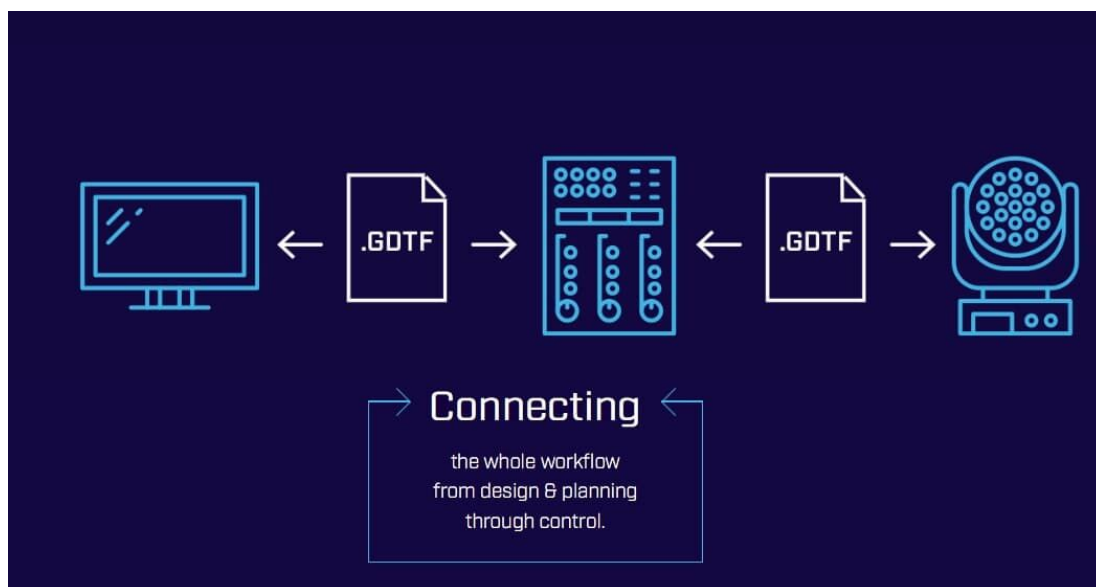 .GDTF
.GDTF
Connecting
the whole workflow
from design & planning
through control.